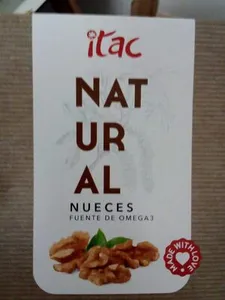 itac
NAT
UR
AL
NUECES
FUENTE DE OMEGA3
MADE WITH LOVE